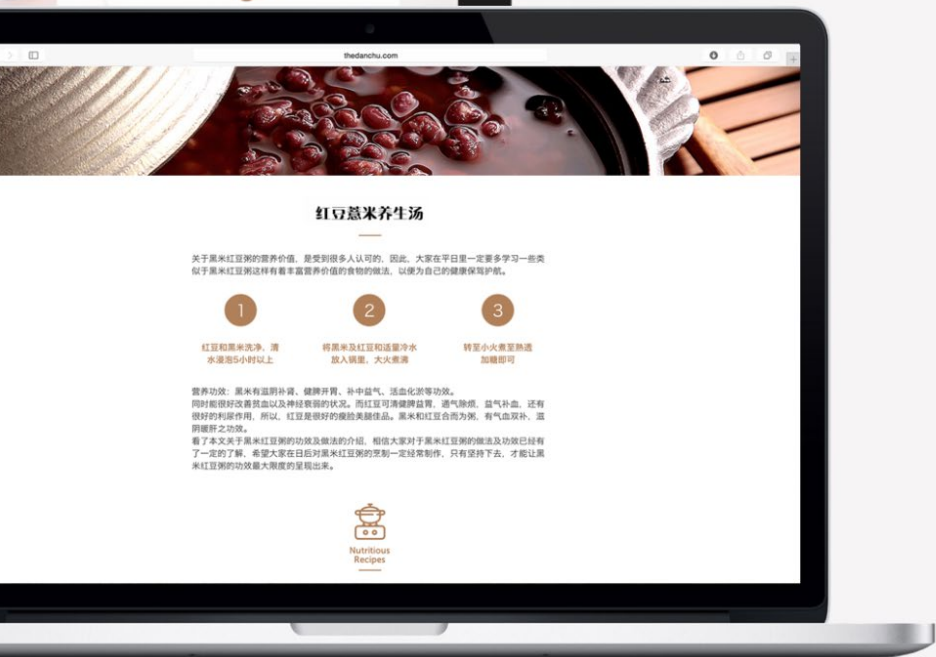 thedanchu.com
红豆薏米养生汤
关于黑米红豆粥的营养价值，是受到很多人认可的，因此，大家在平日里一定要多学习一些类
似于黑米红豆粥这样有着丰富营养价值的食物的做法，以便为自己的健康保驾护航。
1
2
3
红豆和黑米洗净，清
水浸泡5小时以上
将黑米及红豆和适量冷水
放入锅里，大火煮沸
转至小火煮至熟透
加糖即可
营养功效：黑米有滋阴补肾，健脾开胃、补中益气、活血化淤等功效。
同时能很好改善贫血以及神经衰弱的状况。而红豆可清健脾益胃，通气除烦，益气补血，还有
很好的利尿作用，所以，红豆是很好的瘦脸美腿佳品。黑米和红豆合而为粥，有气血双补、滋
阴暖肝之功效。
看了本文关于黑米红豆粥的功效及做法的介绍，相信大家对于黑米红豆粥的做法及功效已经有
了一定的了解，希望大家在日后对黑米红豆粥的烹制一定经常制作，只有坚持下去，才能让黑
米红豆粥的功效最大限度的呈现出来。
Nutritious
Recipes